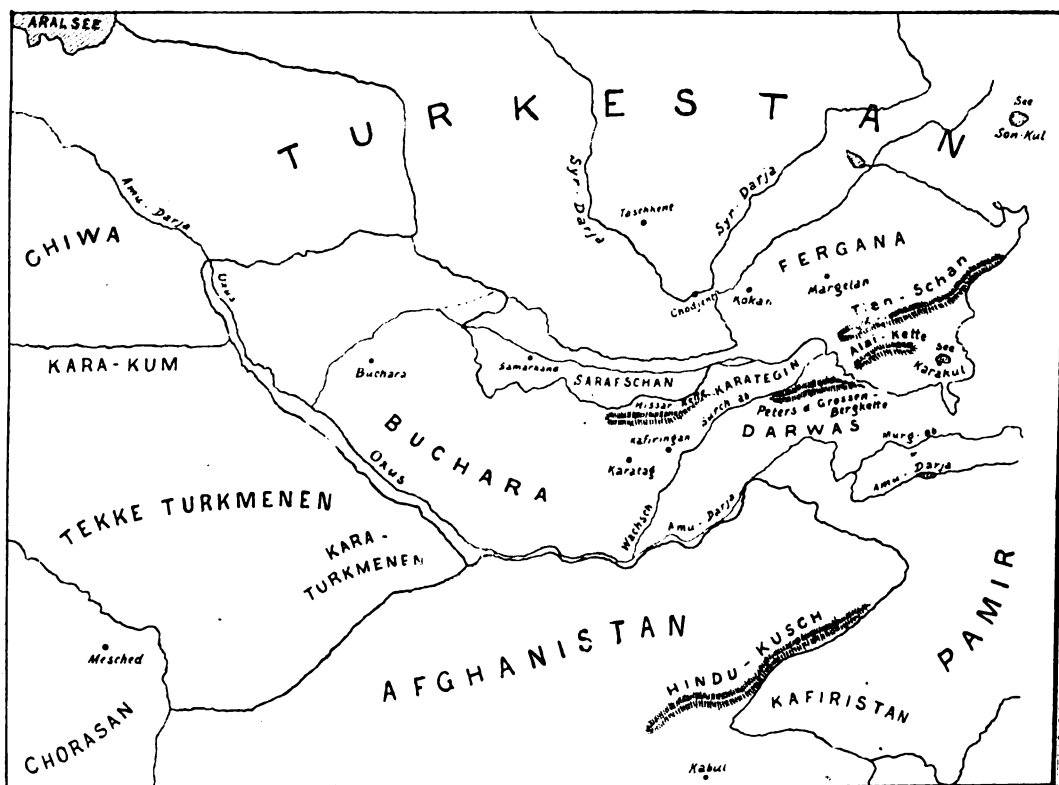 ARALSEE
TURKESTAN
See
Son-Kul
Amu-Darja
Syr-Darja
Syr-Darja
Taschkent
CHIWA
Oxus
FERGANA
Margelan
Kokan
Chodjent
Tien-Schan
Alai-Kette
See
Karakul
KARA-KUM
Buchara
Samarkand
SARAFSCHAN
Hissar Kette
KARATEGIN
Surch ab
Peters d Grossen-
Bergkette
DARWAS
Kafiringan
Karatag
BUCHARA
Oxus
Murg-ab
Amu-Darja
Wachsch
Amu-Darja
TEKKE TURKMENEN
KARA-
TURKMENEN
PAMIR
Mesched
AFGHANISTAN
HINDU-KUSCH
KAFIRISTAN
CHORASAN
Kabul